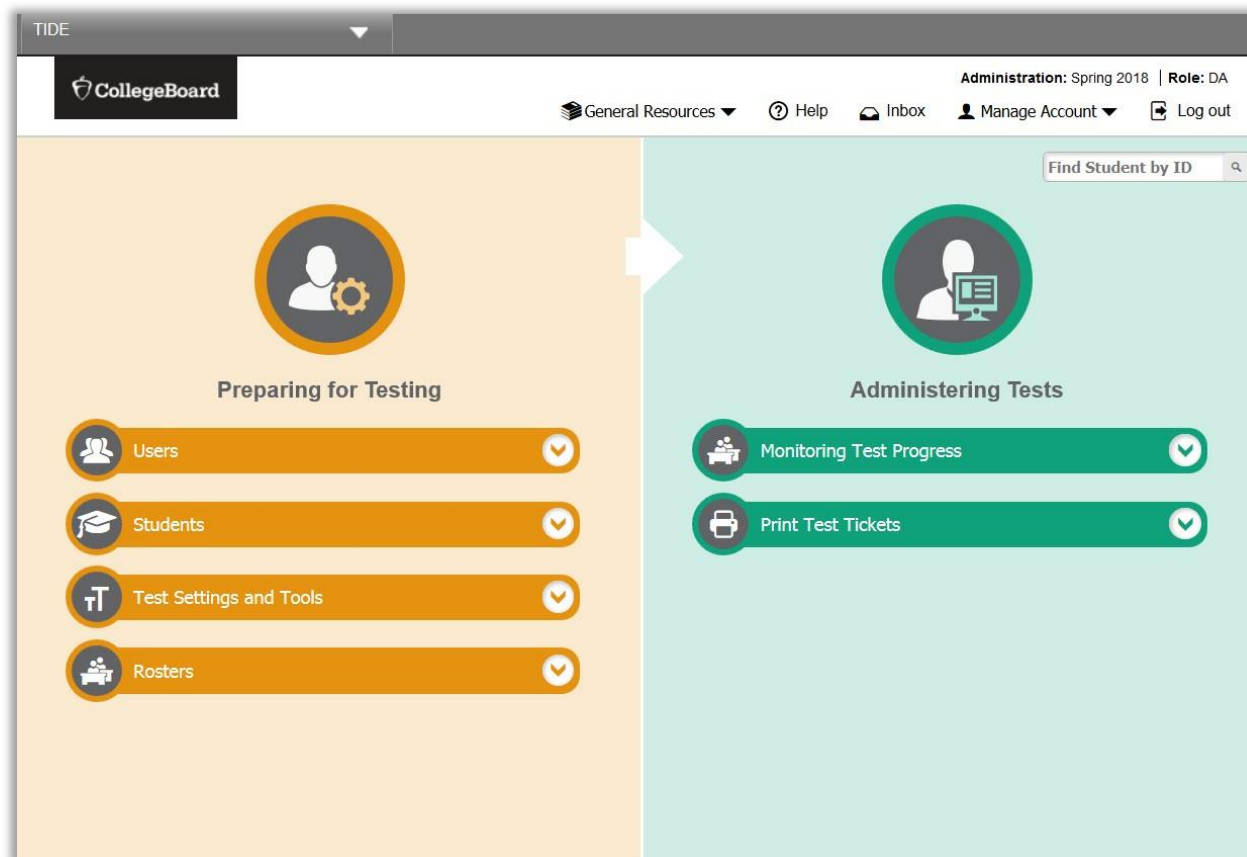 TIDE
CollegeBoard
Administration: Spring 2018 | Role: DA
General Resources Help Inbox Manage Account Log out
Find Student by ID
Preparing for Testing
Users
Students
Test Settings and Tools
Rosters
Administering Tests
Monitoring Test Progress
Print Test Tickets